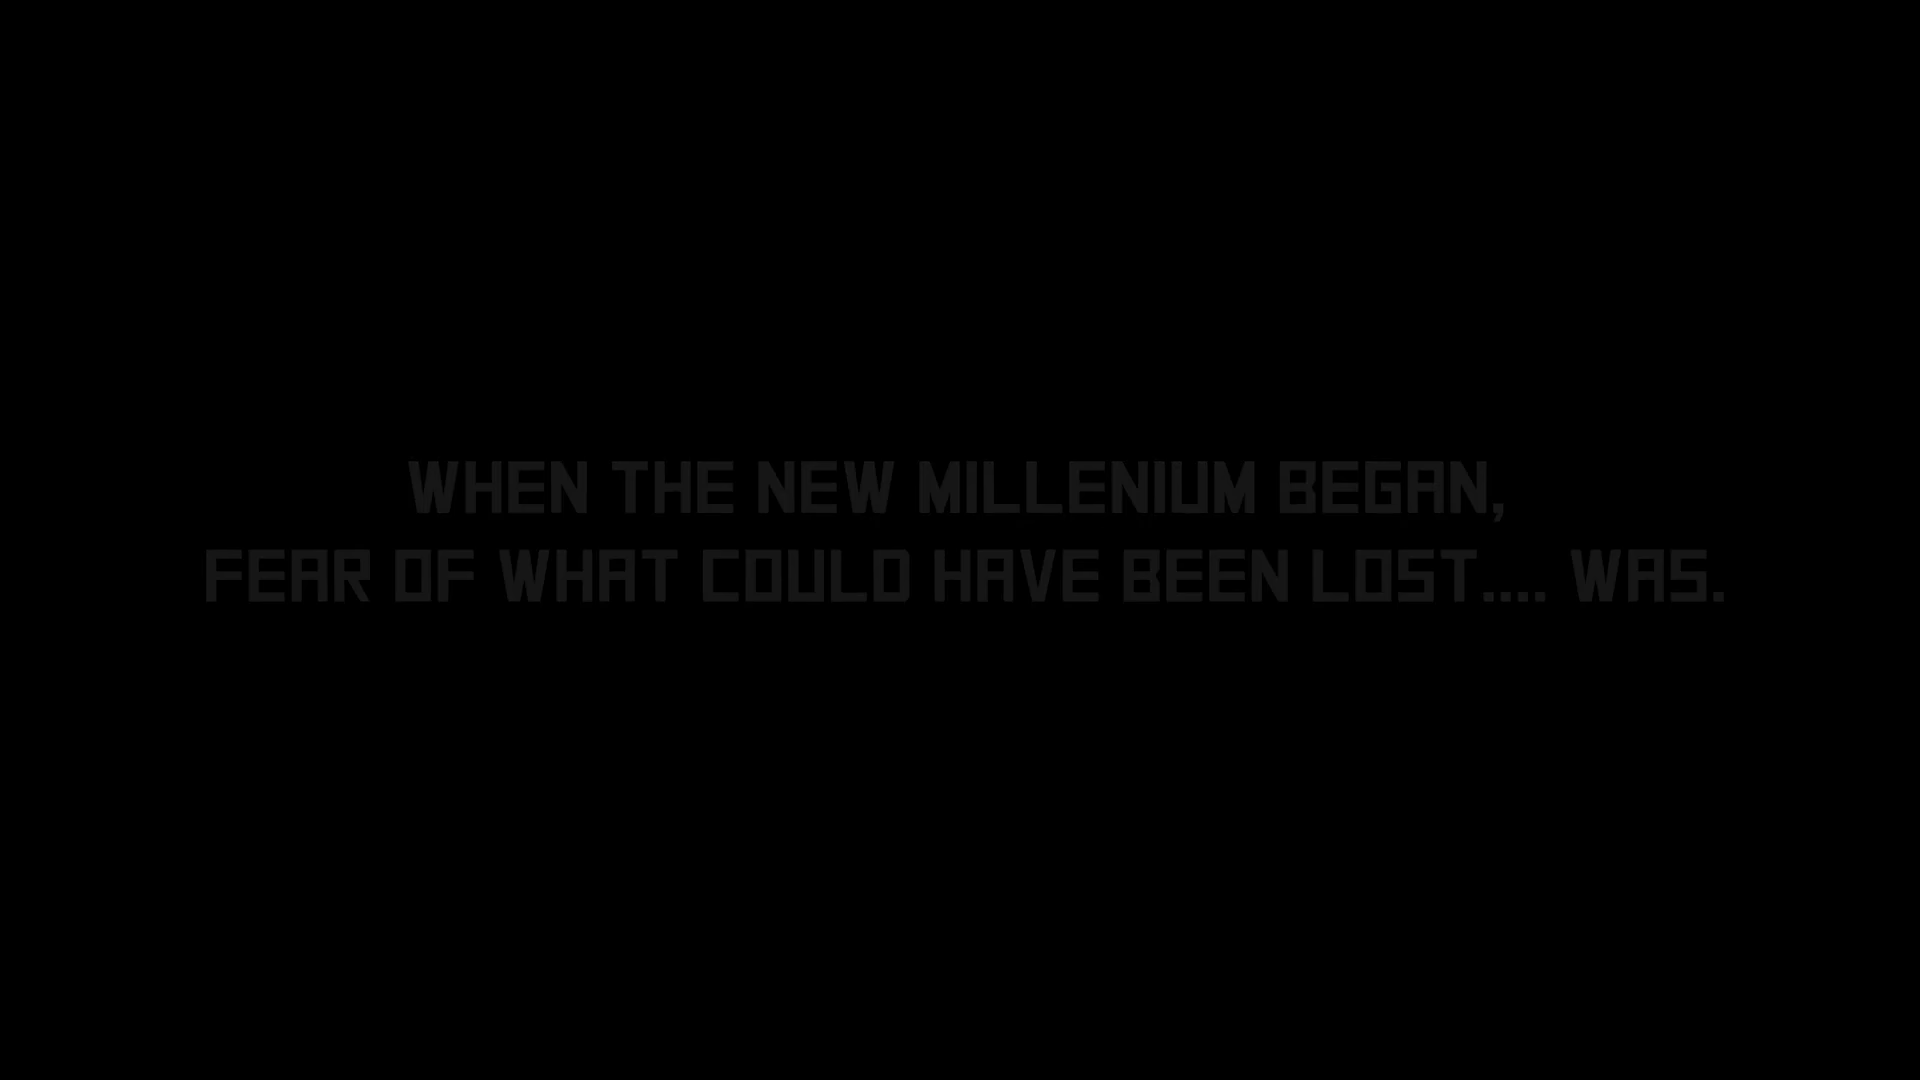 WHEN THE NEW MILLENIUM BEGAN,
FEAR OF WHAT COULD HAVE BEEN LOST.... WAS.